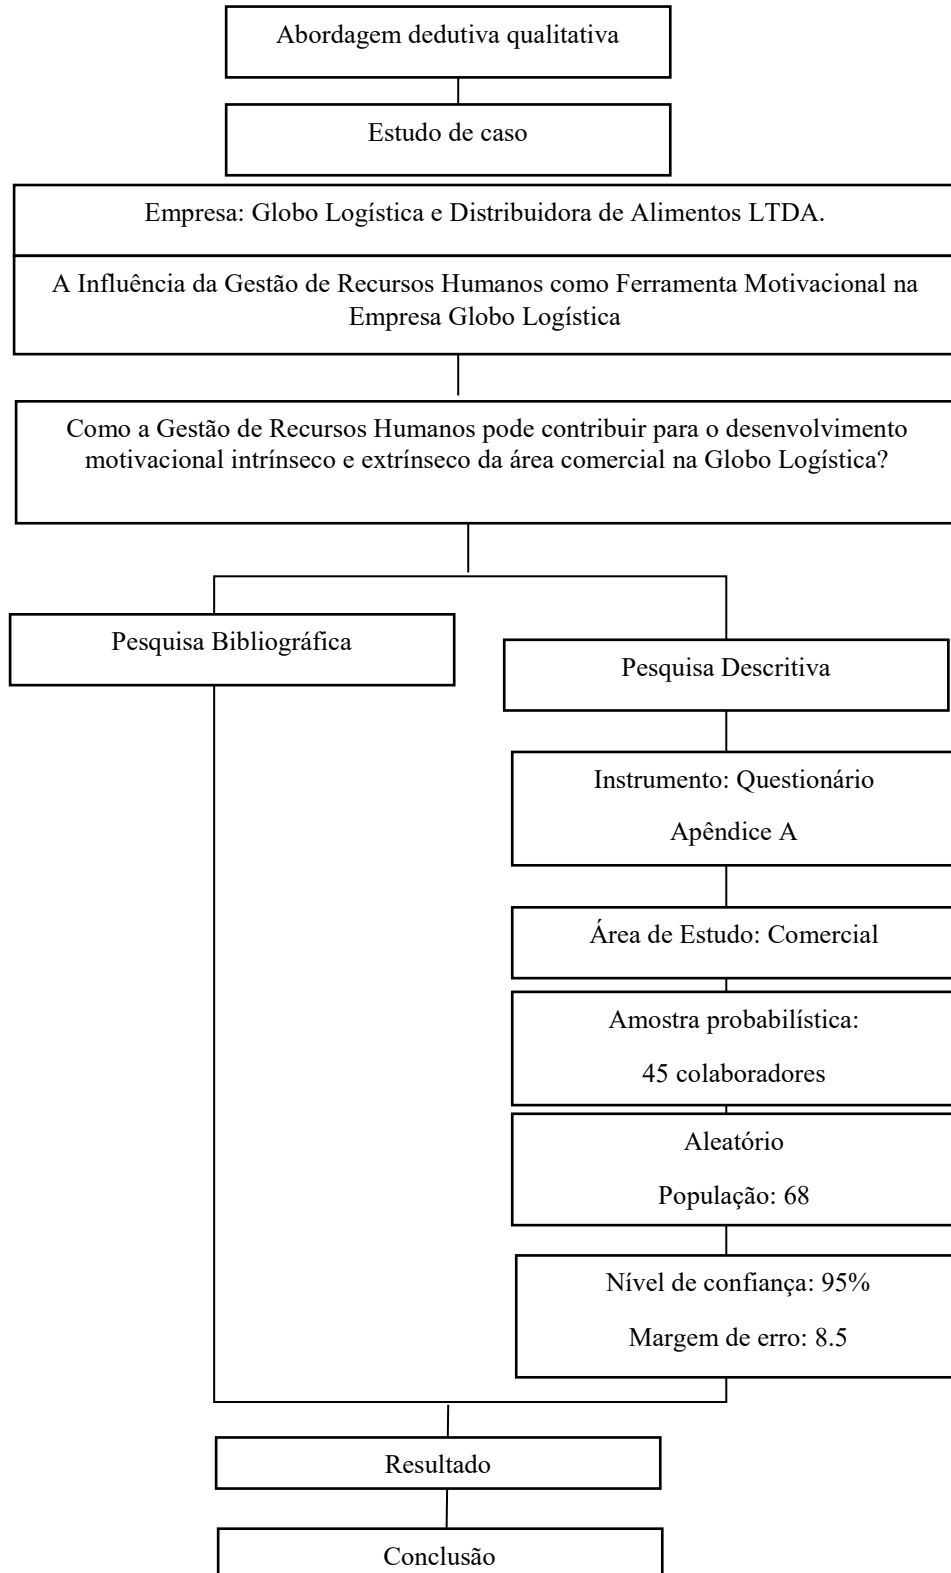 Abordagem dedutiva qualitativa
Estudo de caso
Empresa: Globo Logística e Distribuidora de Alimentos LTDA.
A Influência da Gestão de Recursos Humanos como Ferramenta Motivacional na
Empresa Globo Logística
Como a Gestão de Recursos Humanos pode contribuir para o desenvolvimento
motivacional intrínseco e extrínseco da área comercial na Globo Logística?
Pesquisa Bibliográfica
Pesquisa Descritiva
Instrumento: Questionário
Apêndice A
Área de Estudo: Comercial
Amostra probabilística:
45 colaboradores
Aleatório
População: 68
Nível de confiança: 95%
Margem de erro: 8.5
Resultado
Conclusão